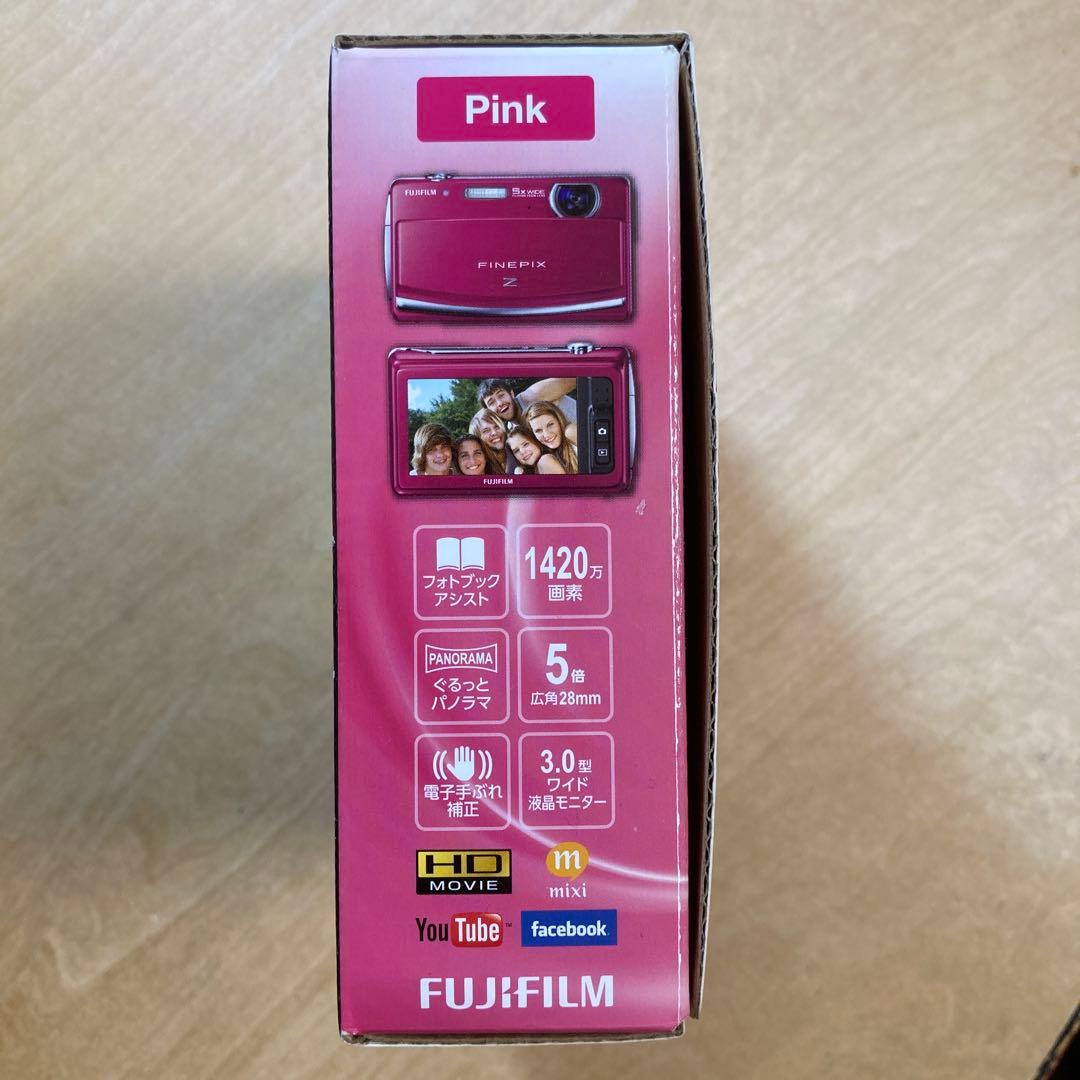 Pink
FUJIFILM
5x WIDE
FINEPIX
Z
FUJIFILM
フォトブック
アシスト
1420万
画素
PANORAMA
ぐるっと
パノラマ
5倍
広角28mm
電子手ぶれ
補正
3.0型
ワイド
液晶モニター
HD
MOVIE
m
mixi
YouTube™
facebook
FUJIFILM